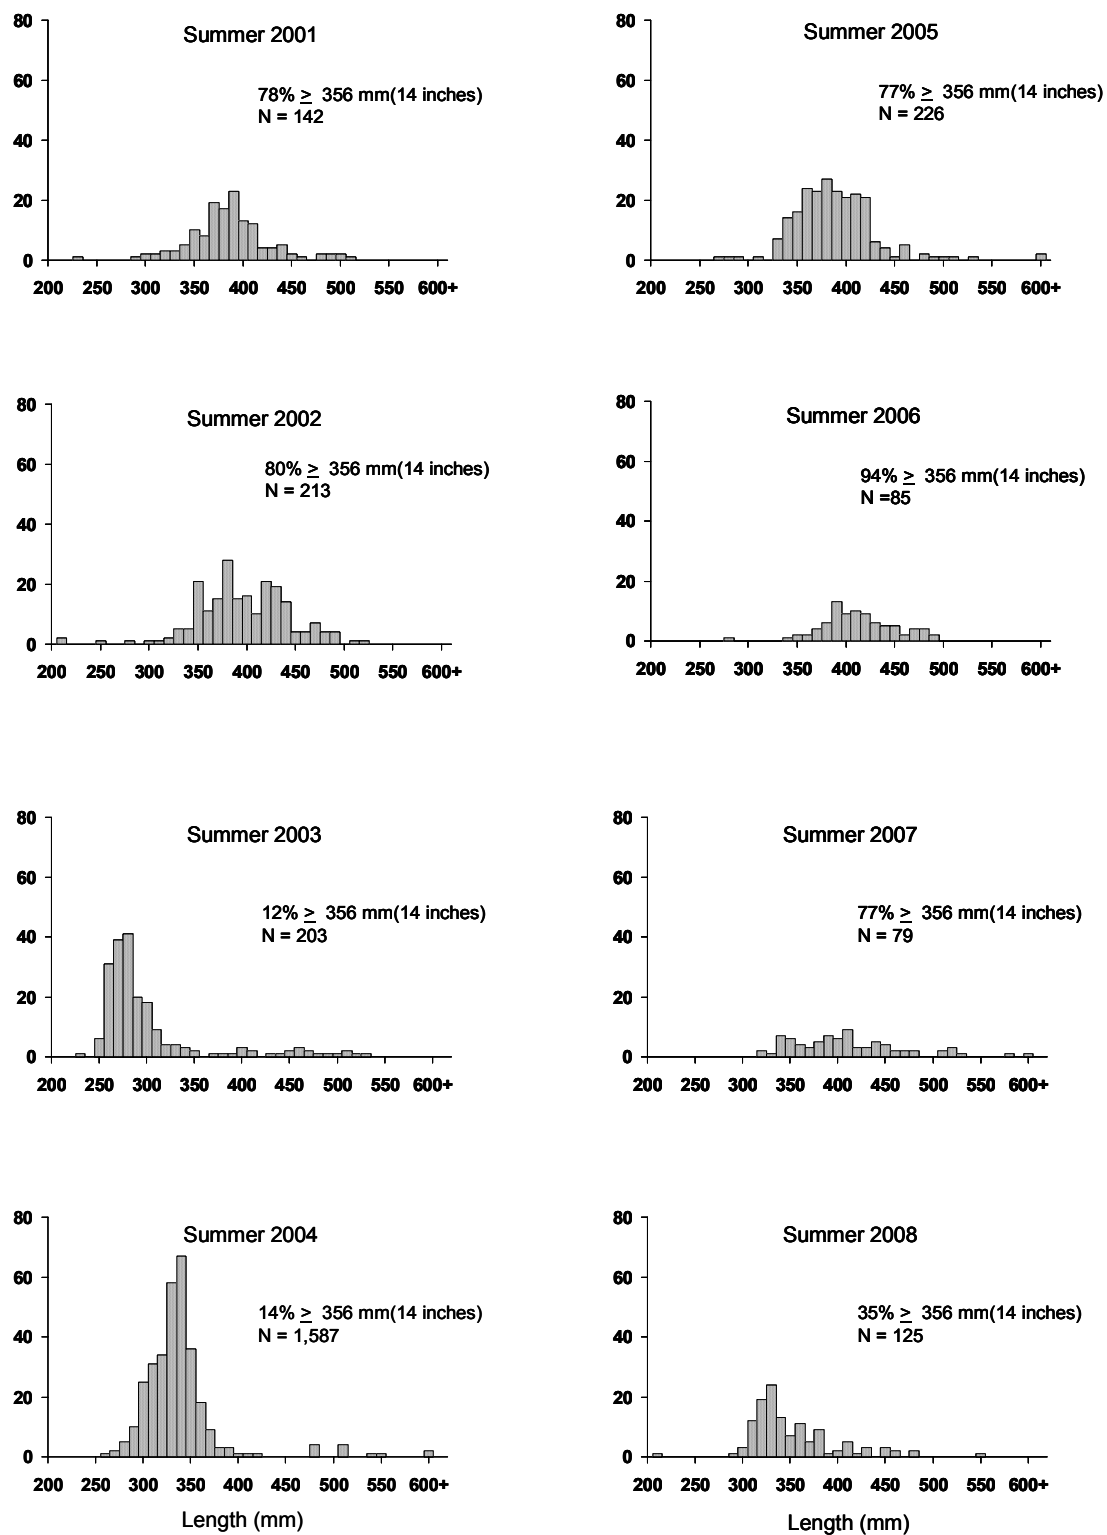 80
Summer 2001
60
78% ≥ 356 mm(14 inches)
N = 142
40
20
0
200 250 300 350 400 450 500 550 600+
80
Summer 2005
60
77% ≥ 356 mm(14 inches)
N = 226
40
20
0
200 250 300 350 400 450 500 550 600+
80
Summer 2002
60
80% ≥ 356 mm(14 inches)
N = 213
40
20
0
200 250 300 350 400 450 500 550 600+
80
Summer 2006
60
94% ≥ 356 mm(14 inches)
N =85
40
20
0
200 250 300 350 400 450 500 550 600+
80
Summer 2003
60
12% ≥ 356 mm(14 inches)
N = 203
40
20
0
200 250 300 350 400 450 500 550 600+
80
Summer 2007
60
77% ≥ 356 mm(14 inches)
N = 79
40
20
0
200 250 300 350 400 450 500 550 600+
80
Summer 2004
60
14% ≥ 356 mm(14 inches)
N = 1,587
40
20
0
200 250 300 350 400 450 500 550 600+
Length (mm)
80
Summer 2008
60
35% ≥ 356 mm(14 inches)
N = 125
40
20
0
200 250 300 350 400 450 500 550 600+
Length (mm)